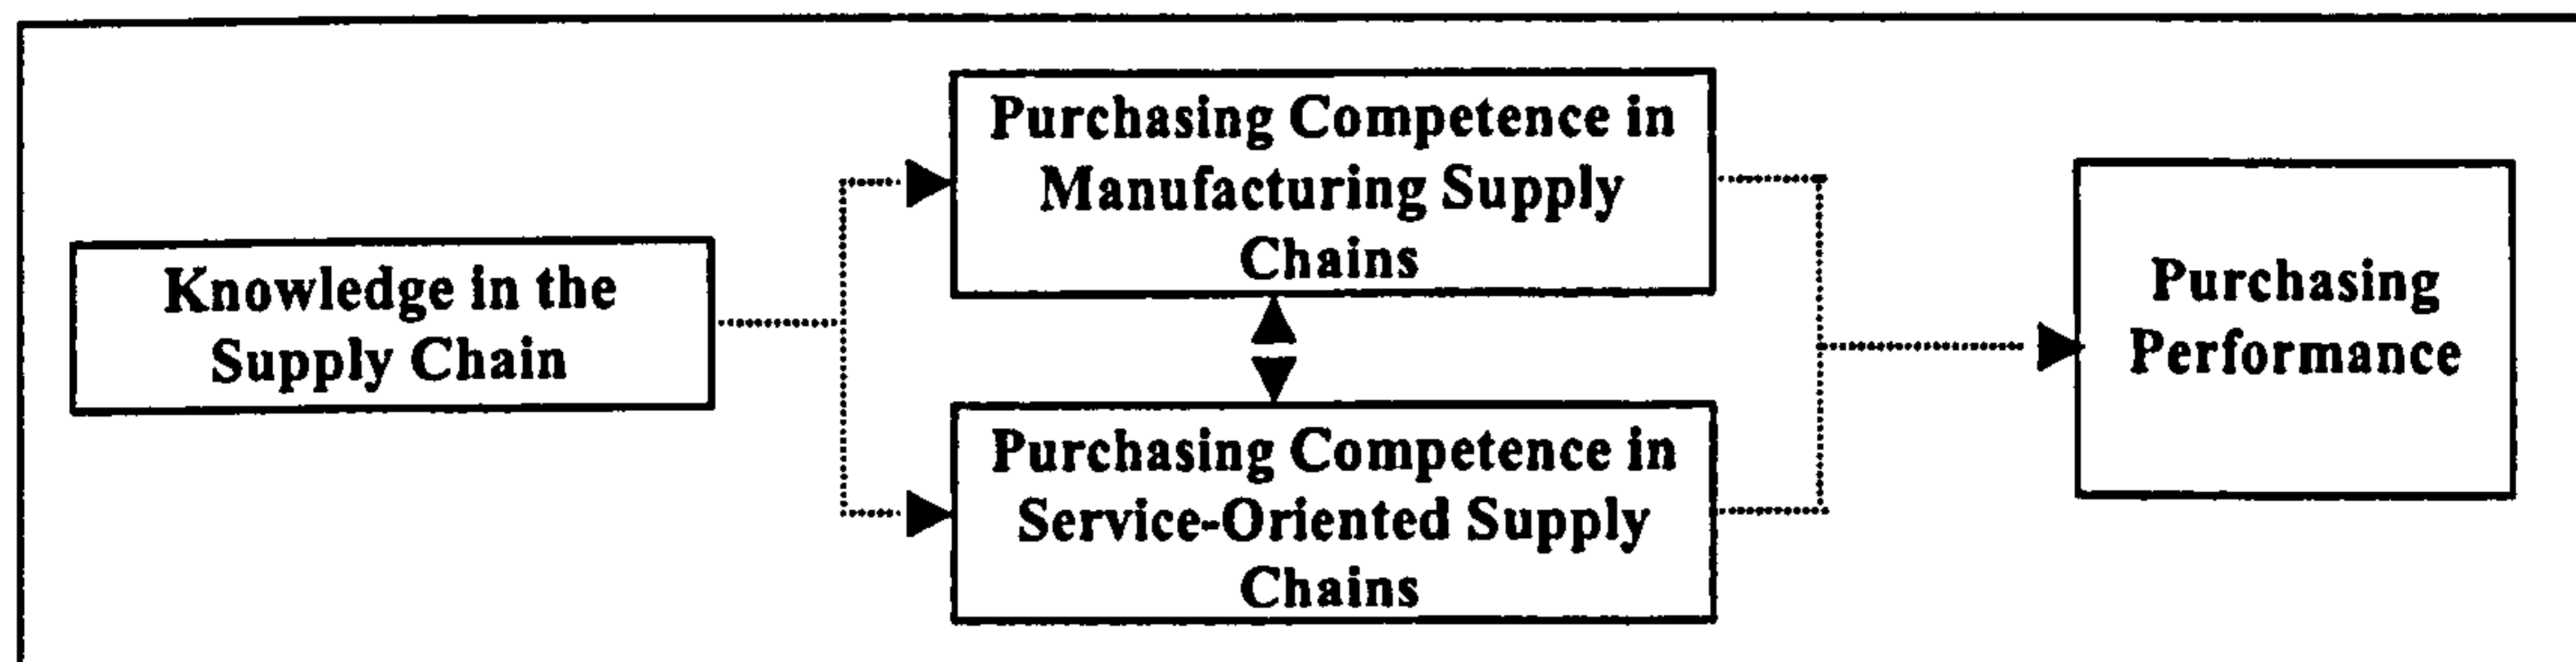 Knowledge in the
Supply Chain
Purchasing Competence in
Manufacturing Supply
Chains
Purchasing Competence in
Service-Oriented Supply
Chains
Purchasing
Performance